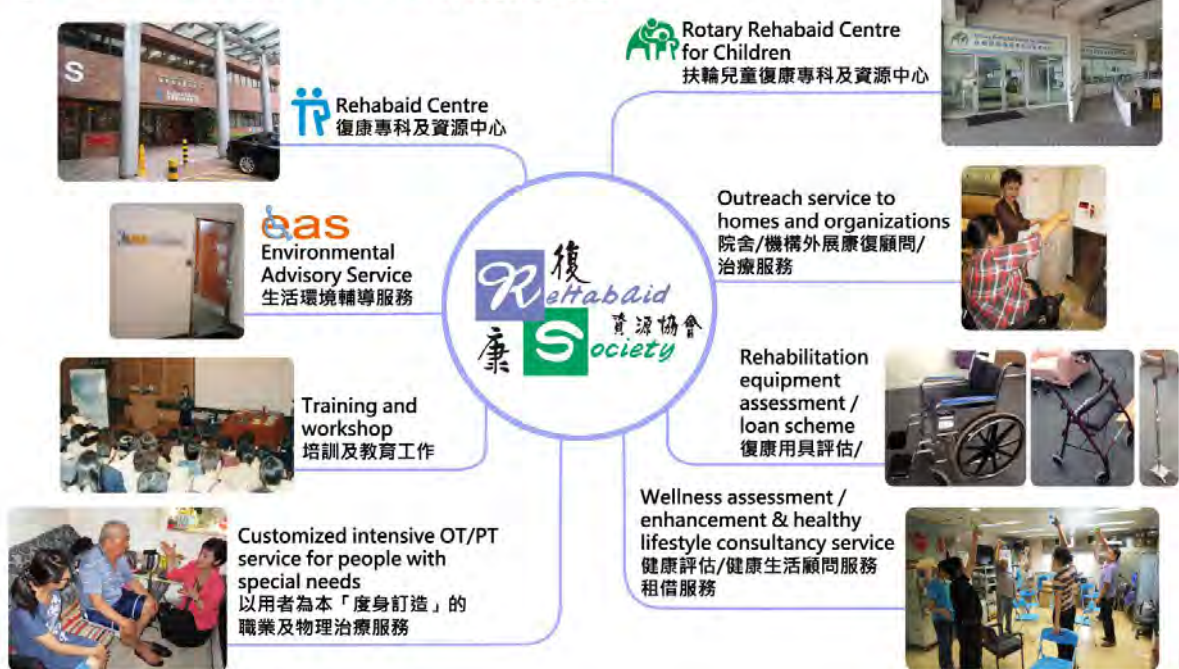 Rehabaid Centre
復康專科及資源中心
eas
Environmental
Advisory Service
生活環境輔導服務
Training and
workshop
培訓及教育工作
Customized intensive OT/PT
service for people with
special needs
以用者為本「度身訂造」的
職業及物理治療服務
復
Rehabaid
資源協會
康
Society
Rotary Rehabaid Centre
for Children
扶輪兒童復康專科及資源中心
Outreach service to
homes and organizations
院舍/機構外展康復顧問/
治療服務
Rehabilitation
equipment
assessment /
loan scheme
復康用具評估/
Wellness assessment /
enhancement & healthy
lifestyle consultancy service
健康評估/健康生活顧問服務
租借服務
S